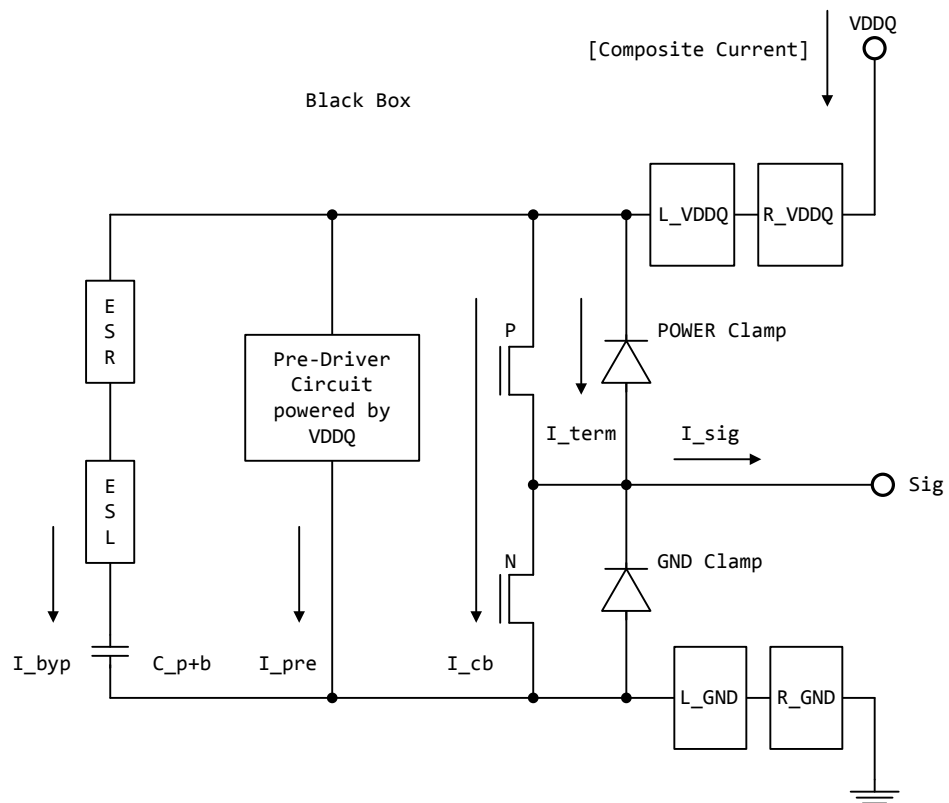 VDDQ
[Composite Current]
Black Box
L_VDDQ
R_VDDQ
E
S
R
P
POWER Clamp
Pre-Driver
Circuit
powered by
VDDQ
I_term
I_sig
E
S
L
Sig
N
GND Clamp
I_byp
C_p+b
I_pre
I_cb
L_GND
R_GND